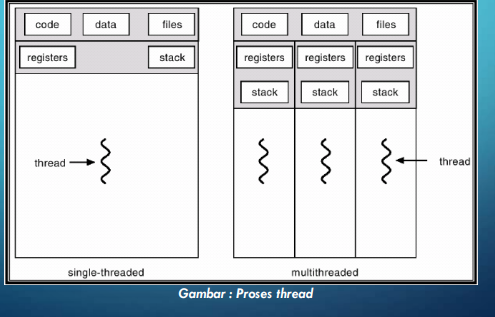 code data files
registers stack
thread
single-threaded
code data files
registers registers registers
stack stack stack
thread
multithreaded
Gambar : Proses thread